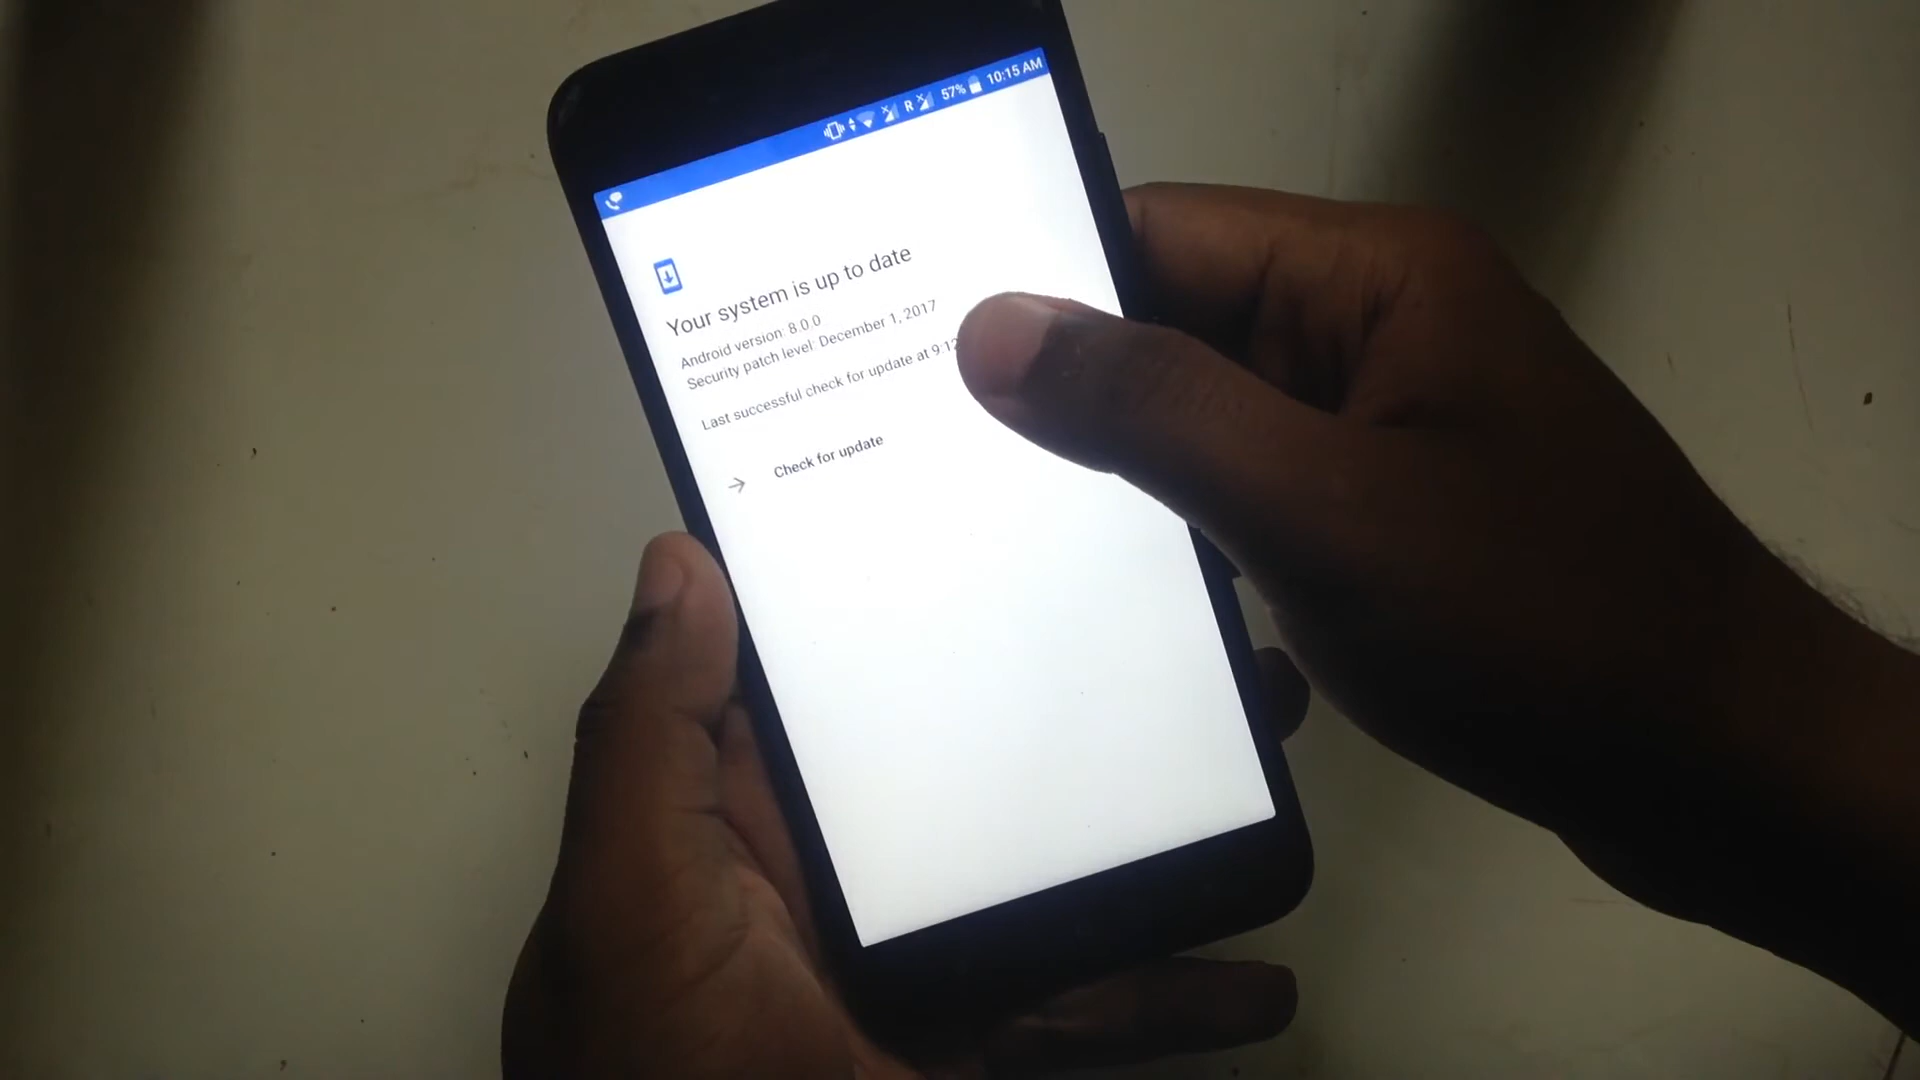 R 57% 10:15 AM
Your system is up to date
Android version: 8.0.0
Security patch level: December 1, 2017
Last successful check for update at 9:12
Check for update